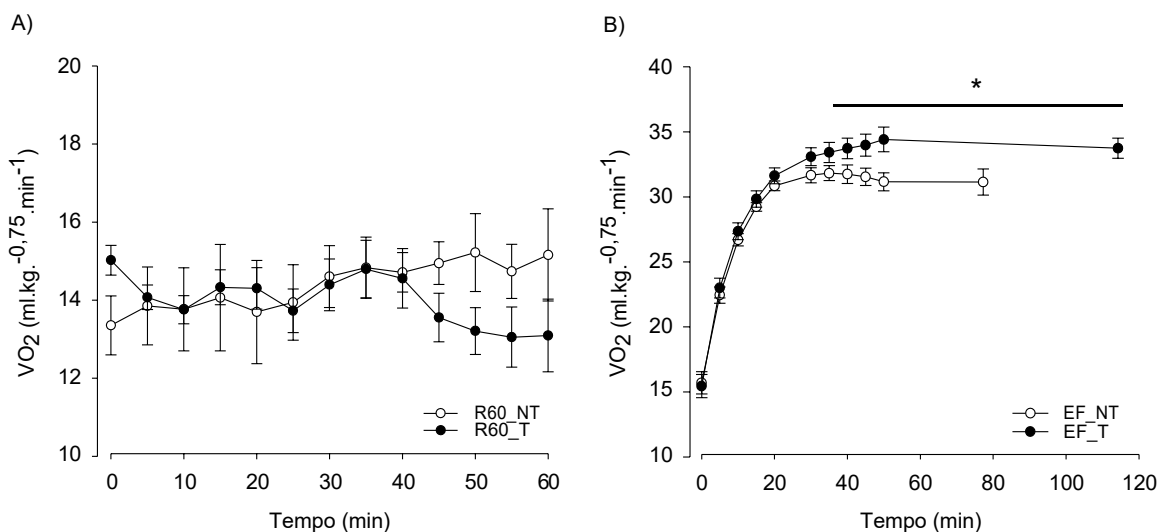 A)
20
18
16
14
12
10
VO2 (ml.kg.-0,75.min-1)
0 10 20 30 40 50 60
Tempo (min)
R60_NT
R60_T
B)
40
35
30
25
20
15
10
VO2 (ml.kg.-0,75.min-1)
*
0 20 40 60 80 100 120
Tempo (min)
EF_NT
EF_T